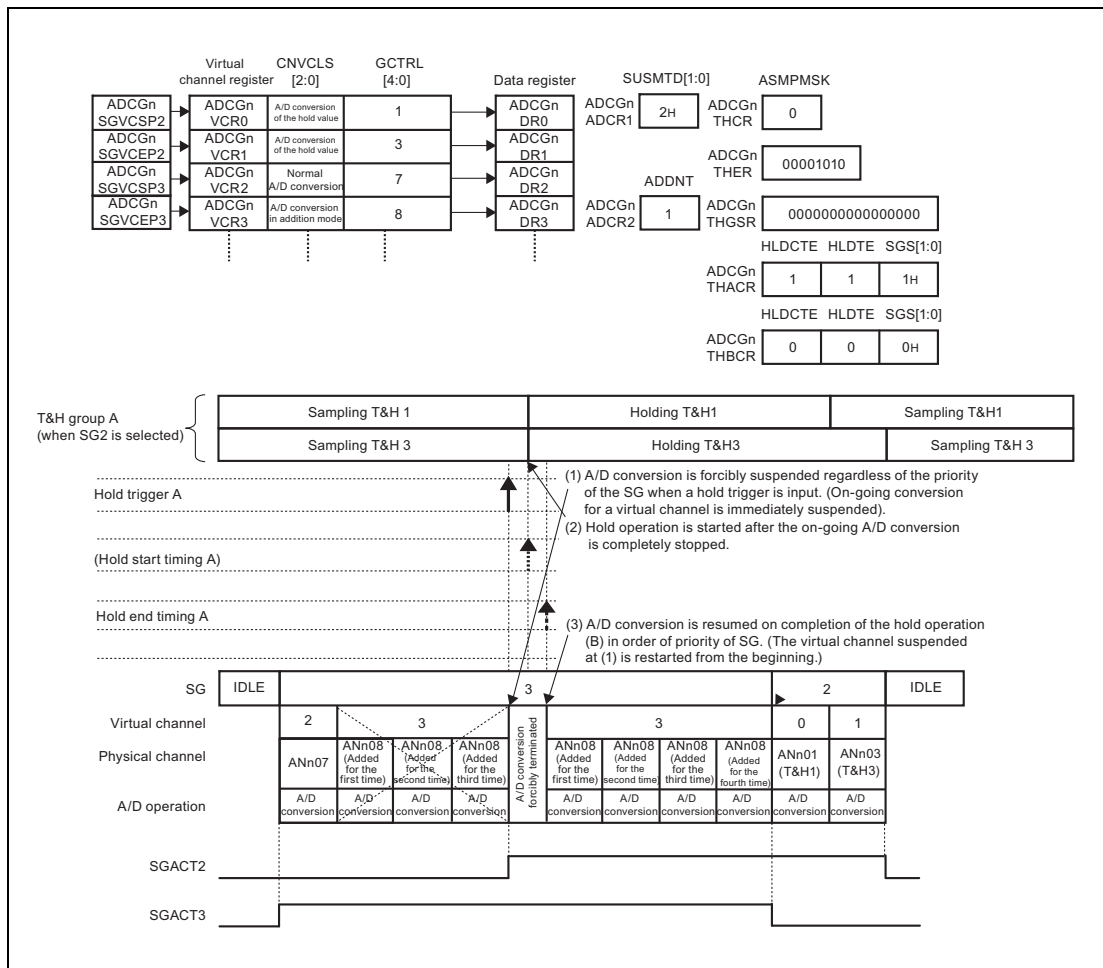 Virtual channel register
CNVCLS [2:0]
GCTRL [4:0]
Data register
SUSMTD[1:0]
ASMPMSK
ADCGn SGVCSP2
ADCGn VCR0
A/D conversion of the hold value
1
ADCGn DR0
ADCGn ADCR1
2H
ADCGn THCR
0
ADCGn SGVCEP2
ADCGn VCR1
A/D conversion of the hold value
3
ADCGn DR1
ADCGn THER
00001010
ADCGn SGVCSP3
ADCGn VCR2
Normal A/D conversion
7
ADCGn DR2
ADDNT
ADCGn SGVCEP3
ADCGn VCR3
A/D conversion in addition mode
8
ADCGn DR3
ADCGn ADCR2
1
ADCGn THGSR
0000000000000000
HLDCTE HLDTE SGS[1:0]
ADCGn THACR
1 1 1H
HLDCTE HLDTE SGS[1:0]
ADCGn THBCR
0 0 0H
T&H group A
(when SG2 is selected)
Sampling T&H 1
Holding T&H1
Sampling T&H1
Sampling T&H 3
Holding T&H3
Sampling T&H 3
Hold trigger A
(1) A/D conversion is forcibly suspended regardless of the priority
of the SG when a hold trigger is input. (On-going conversion
for a virtual channel is immediately suspended).
(2) Hold operation is started after the on-going A/D conversion
is completely stopped.
(Hold start timing A)
Hold end timing A
(3) A/D conversion is resumed on completion of the hold operation
(B) in order of priority of SG. (The virtual channel suspended
at (1) is restarted from the beginning.)
SG
IDLE
3
2
IDLE
Virtual channel
2
3
A/D conversion forcibly terminated
3
0
1
Physical channel
ANn07
ANn08 (Added for the first time)
ANn08 (Added for the second time)
ANn08 (Added for the third time)
ANn08 (Added for the first time)
ANn08 (Added for the second time)
ANn08 (Added for the third time)
ANn08 (Added for the fourth time)
ANn01 (T&H1)
ANn03 (T&H3)
A/D operation
A/D conversion
A/D conversion
A/D conversion
A/D conversion
A/D conversion
A/D conversion
A/D conversion
A/D conversion
A/D conversion
A/D conversion
SGACT2
SGACT3